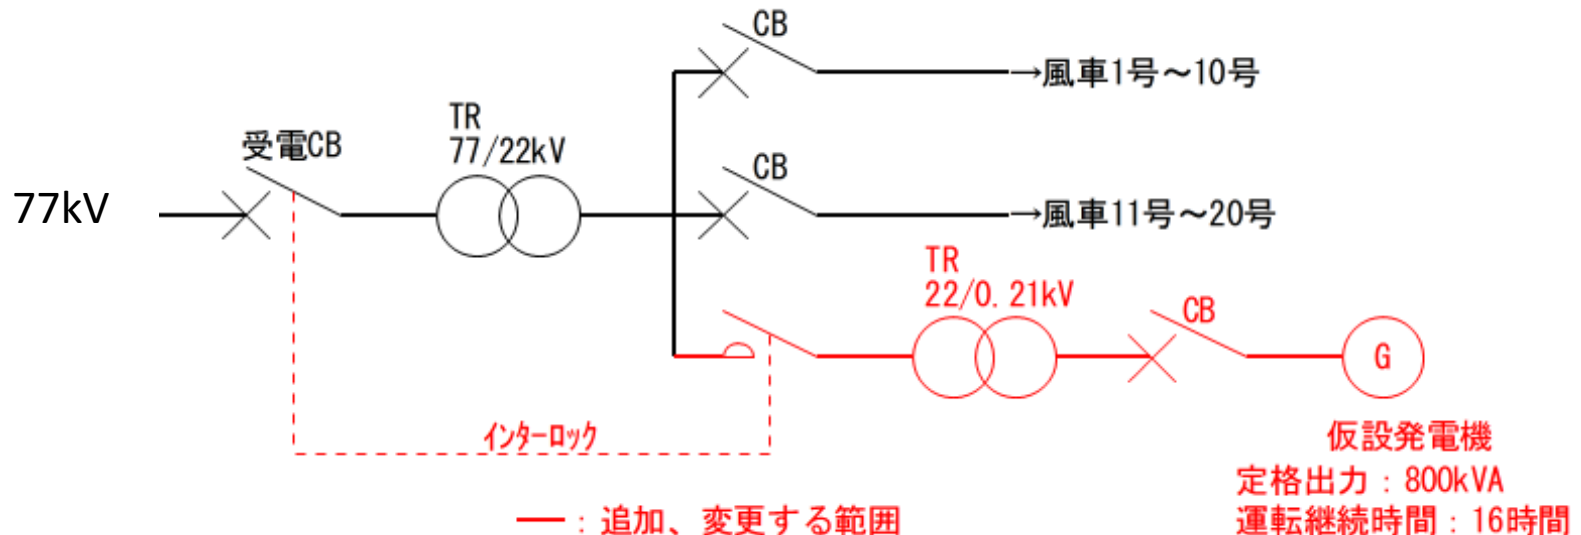 CB
→風車1号～10号
TR
77/22kV
受電CB
77kV
CB
→風車11号～20号
TR
22/0.21kV
CB
G
インターロック
仮設発電機
定格出力：800kVA
運転継続時間：16時間
―：追加、変更する範囲